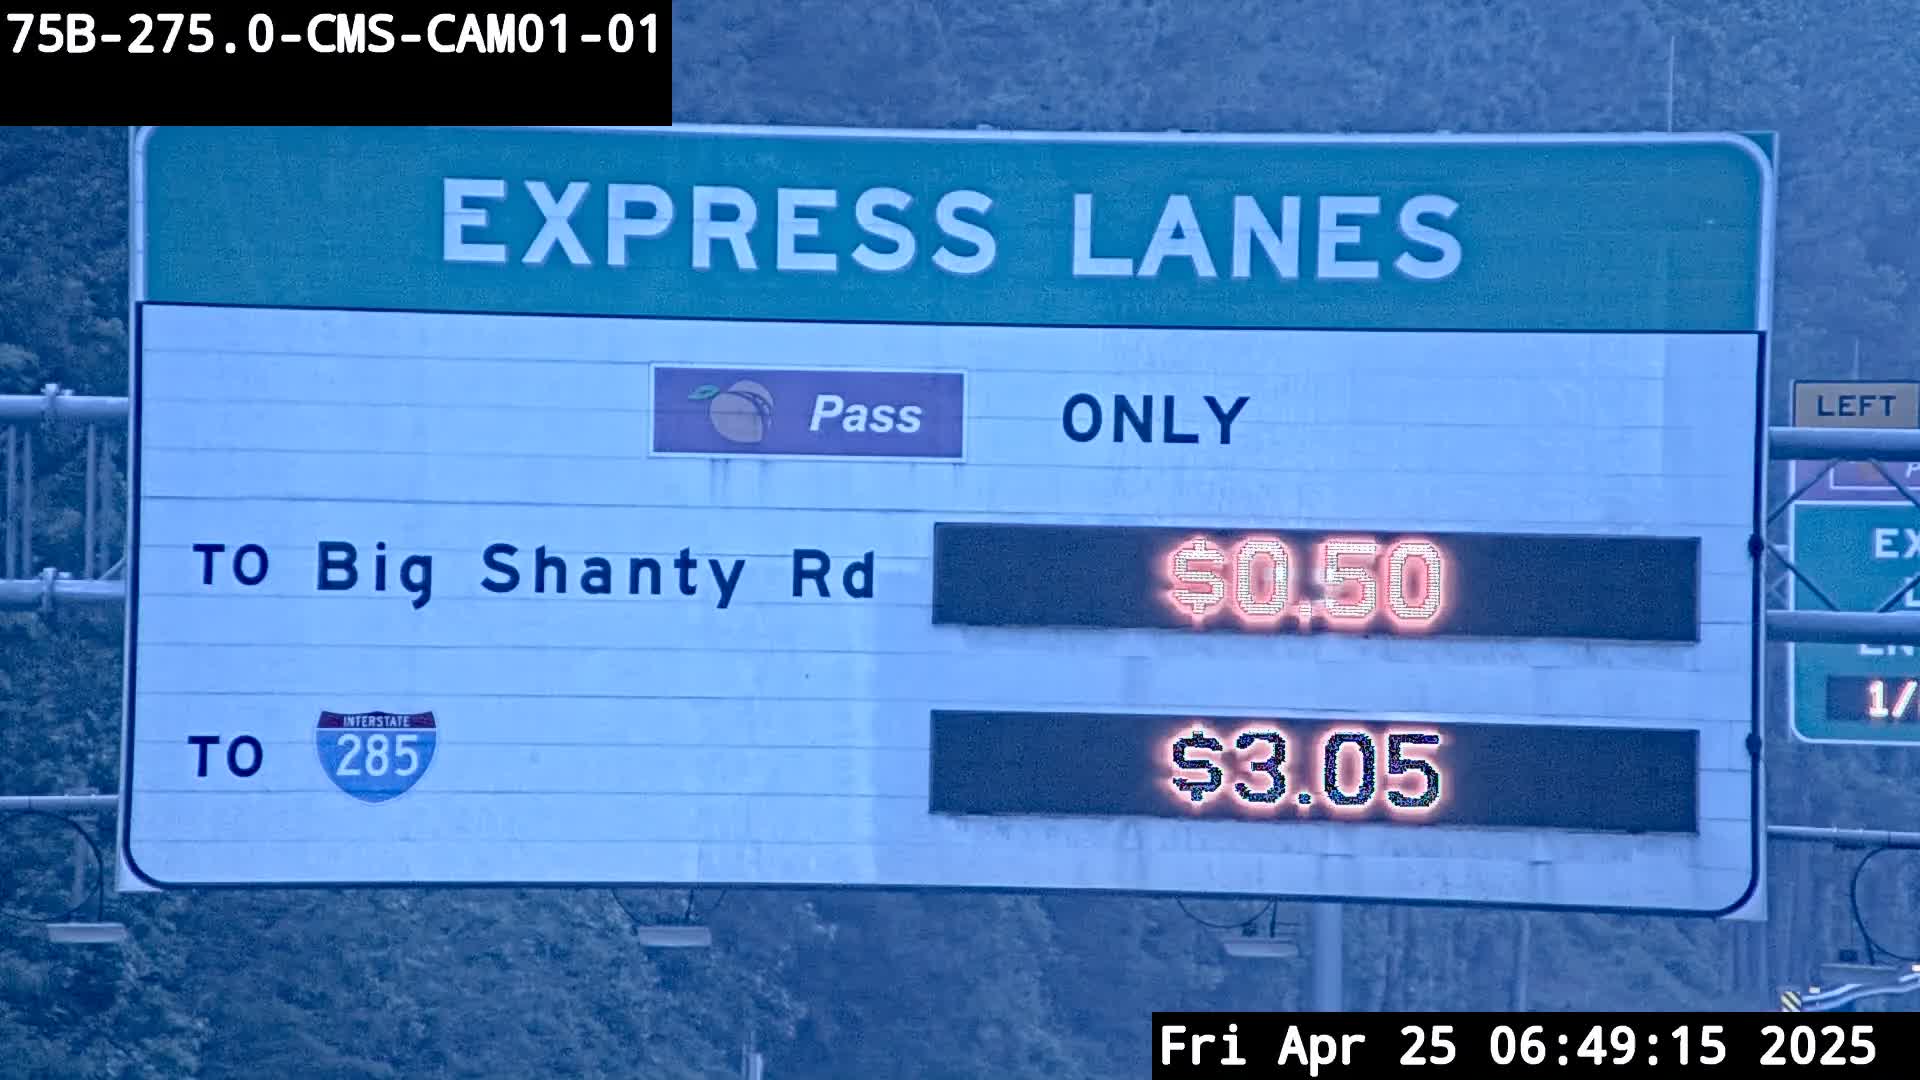 75B-275.0-CMS-CAM01-01
EXPRESS LANES
Pass ONLY
TO Big Shanty Rd $0.50
TO INTERSTATE 285 $3.05
LEFT
1/
Fri Apr 25 06:49:15 2025